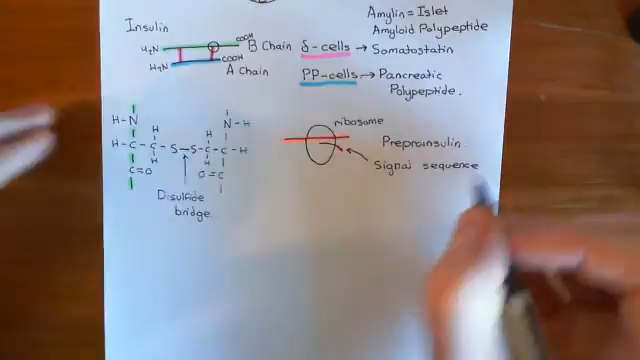 Insulin
H₂N
COOH
B Chain
H₂N
COOH
A Chain
Amylin = Islet
Amyloid Polypeptide
δ-cells → Somatostatin
PP-cells → Pancreatic
Polypeptide.
H-N
H
H-C-C-S-S-C-C-H
H
C=O
H
N-H
H
O=C
Disulfide
bridge
ribosome
Preproinsulin
Signal sequence